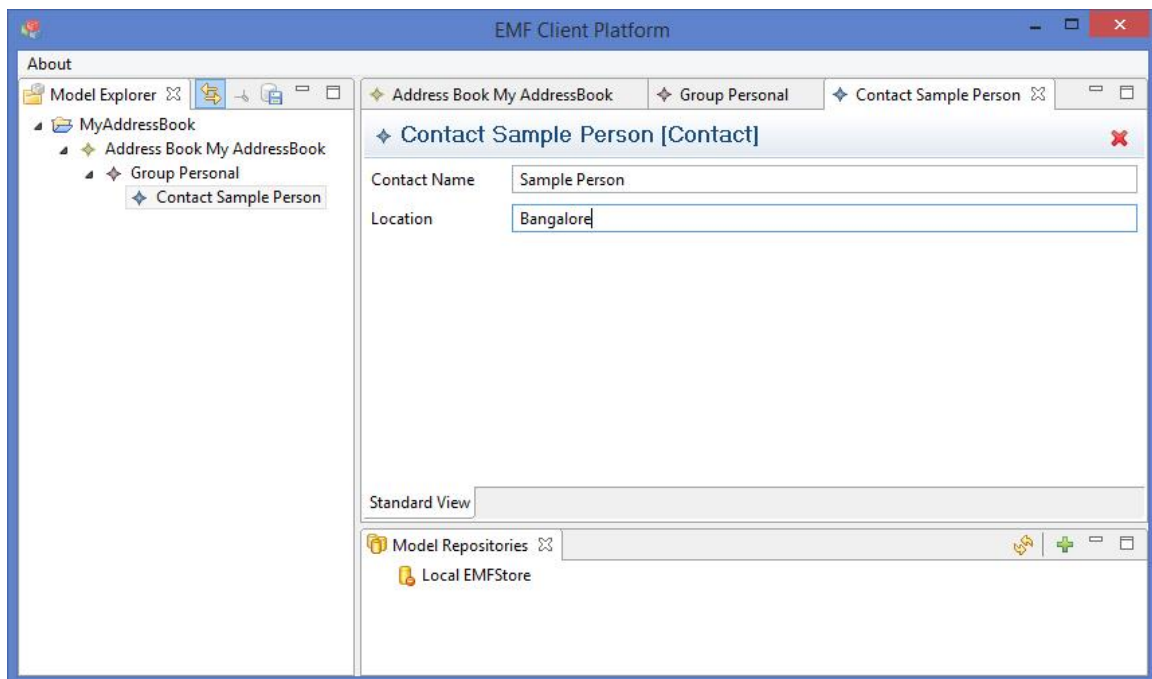 EMF Client Platform
About
Model Explorer
MyAddressBook
Address Book My AddressBook
Group Personal
Contact Sample Person
Address Book My AddressBook
Group Personal
Contact Sample Person
Contact Sample Person [Contact]
Contact Name
Sample Person
Location
Bangalore
Standard View
Model Repositories
Local EMFStore